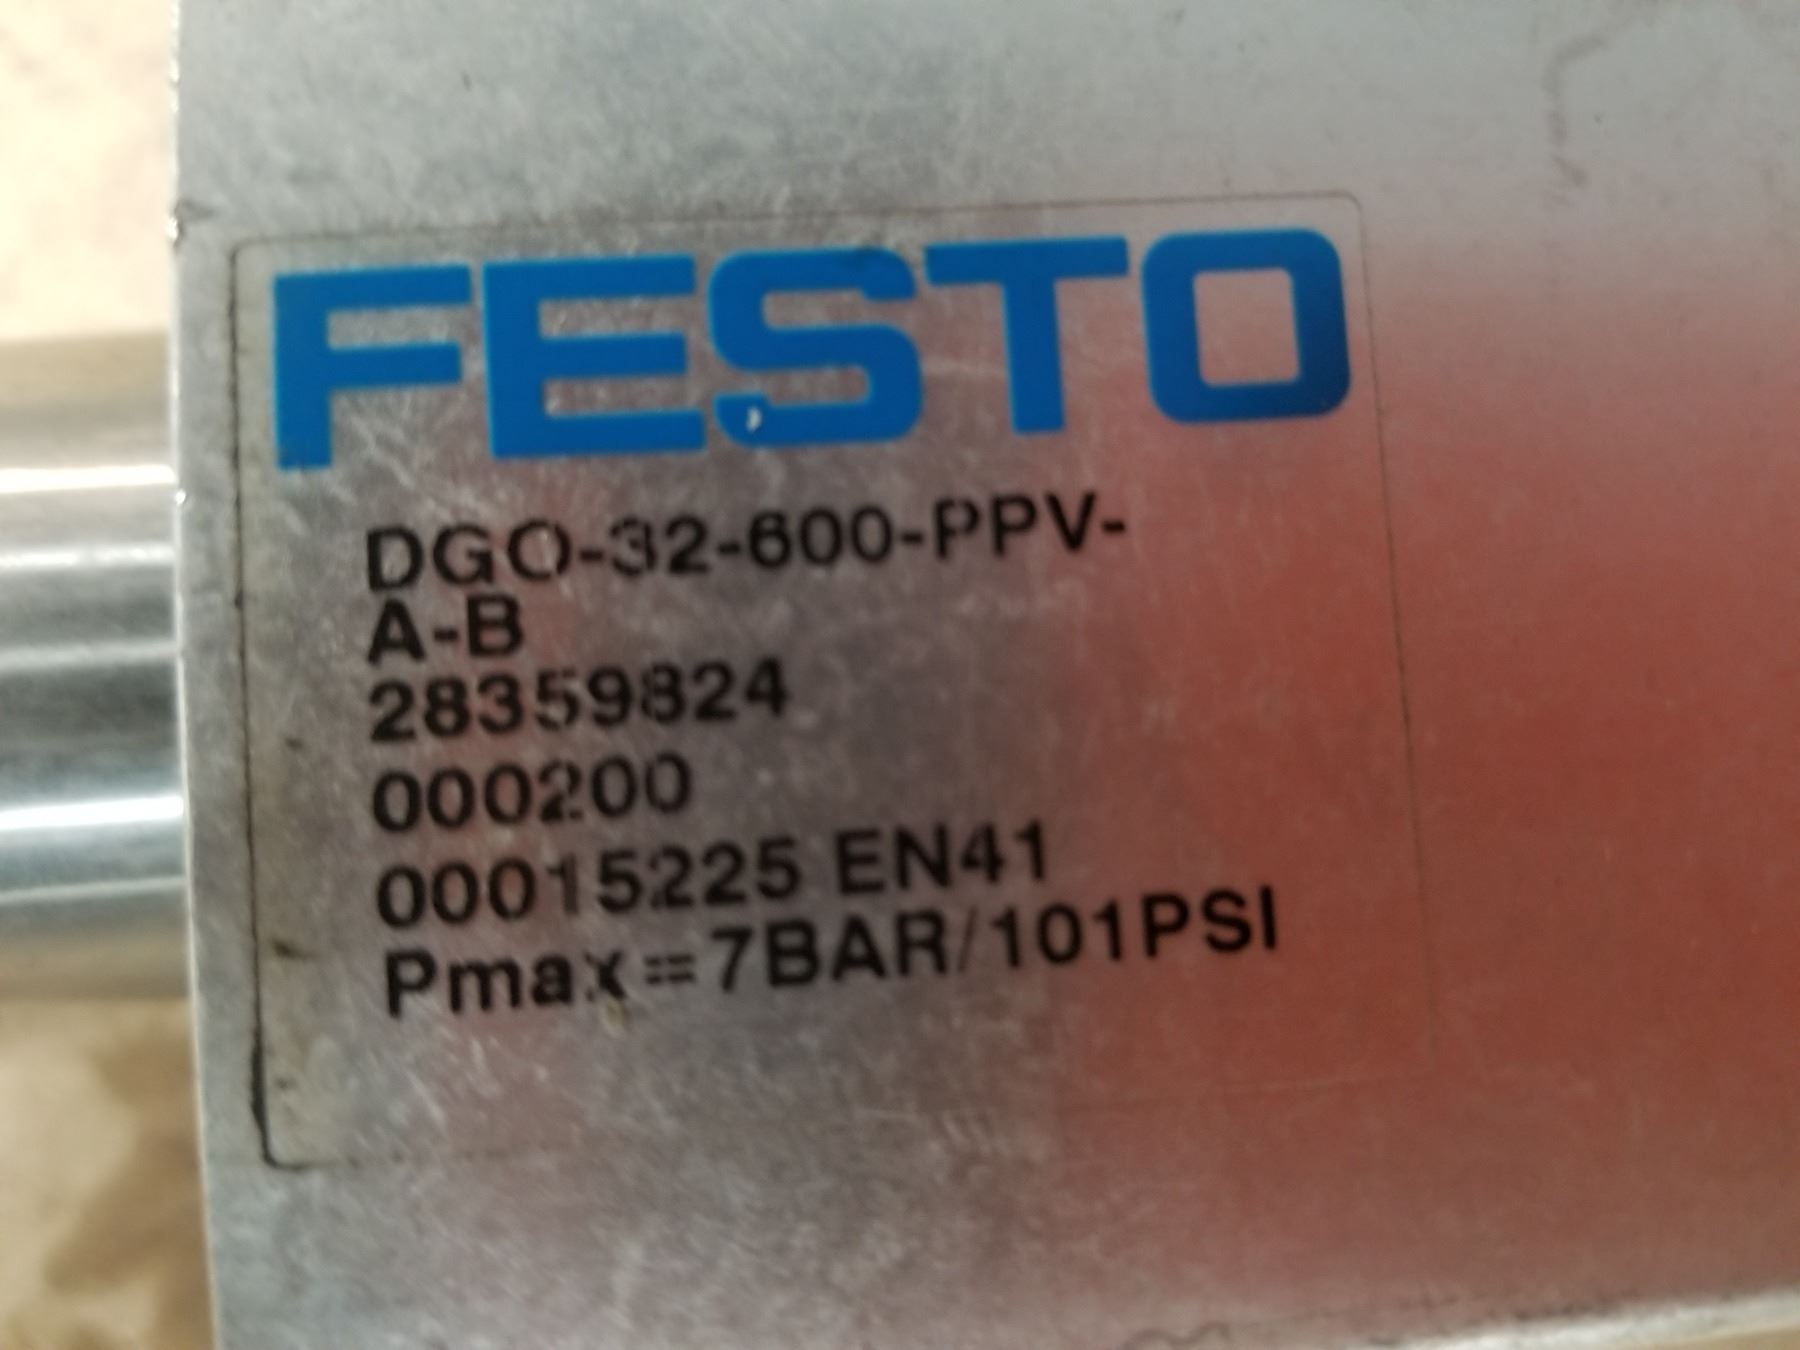 FESTO
DGO-32-600-PPV-
A-B
28359824
000200
00015225 EN41
Pmax=7BAR/101PSI